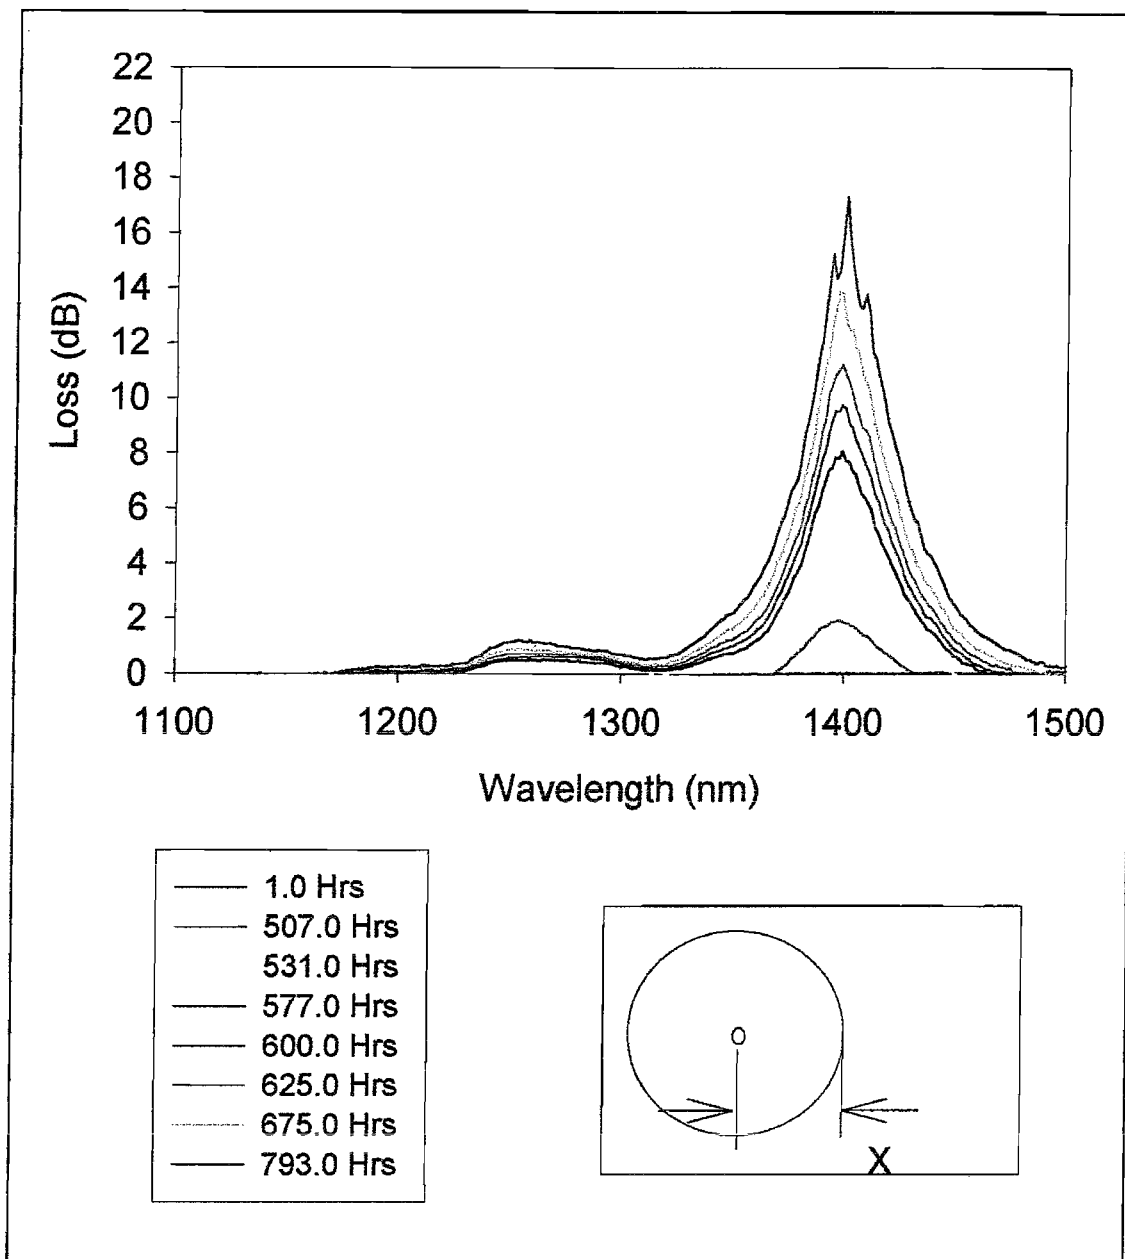 22
20
18
16
14
12
10
8
6
4
2
0
Loss (dB)
1100 1200 1300 1400 1500
Wavelength (nm)
1.0 Hrs
507.0 Hrs
531.0 Hrs
577.0 Hrs
600.0 Hrs
625.0 Hrs
675.0 Hrs
793.0 Hrs
X